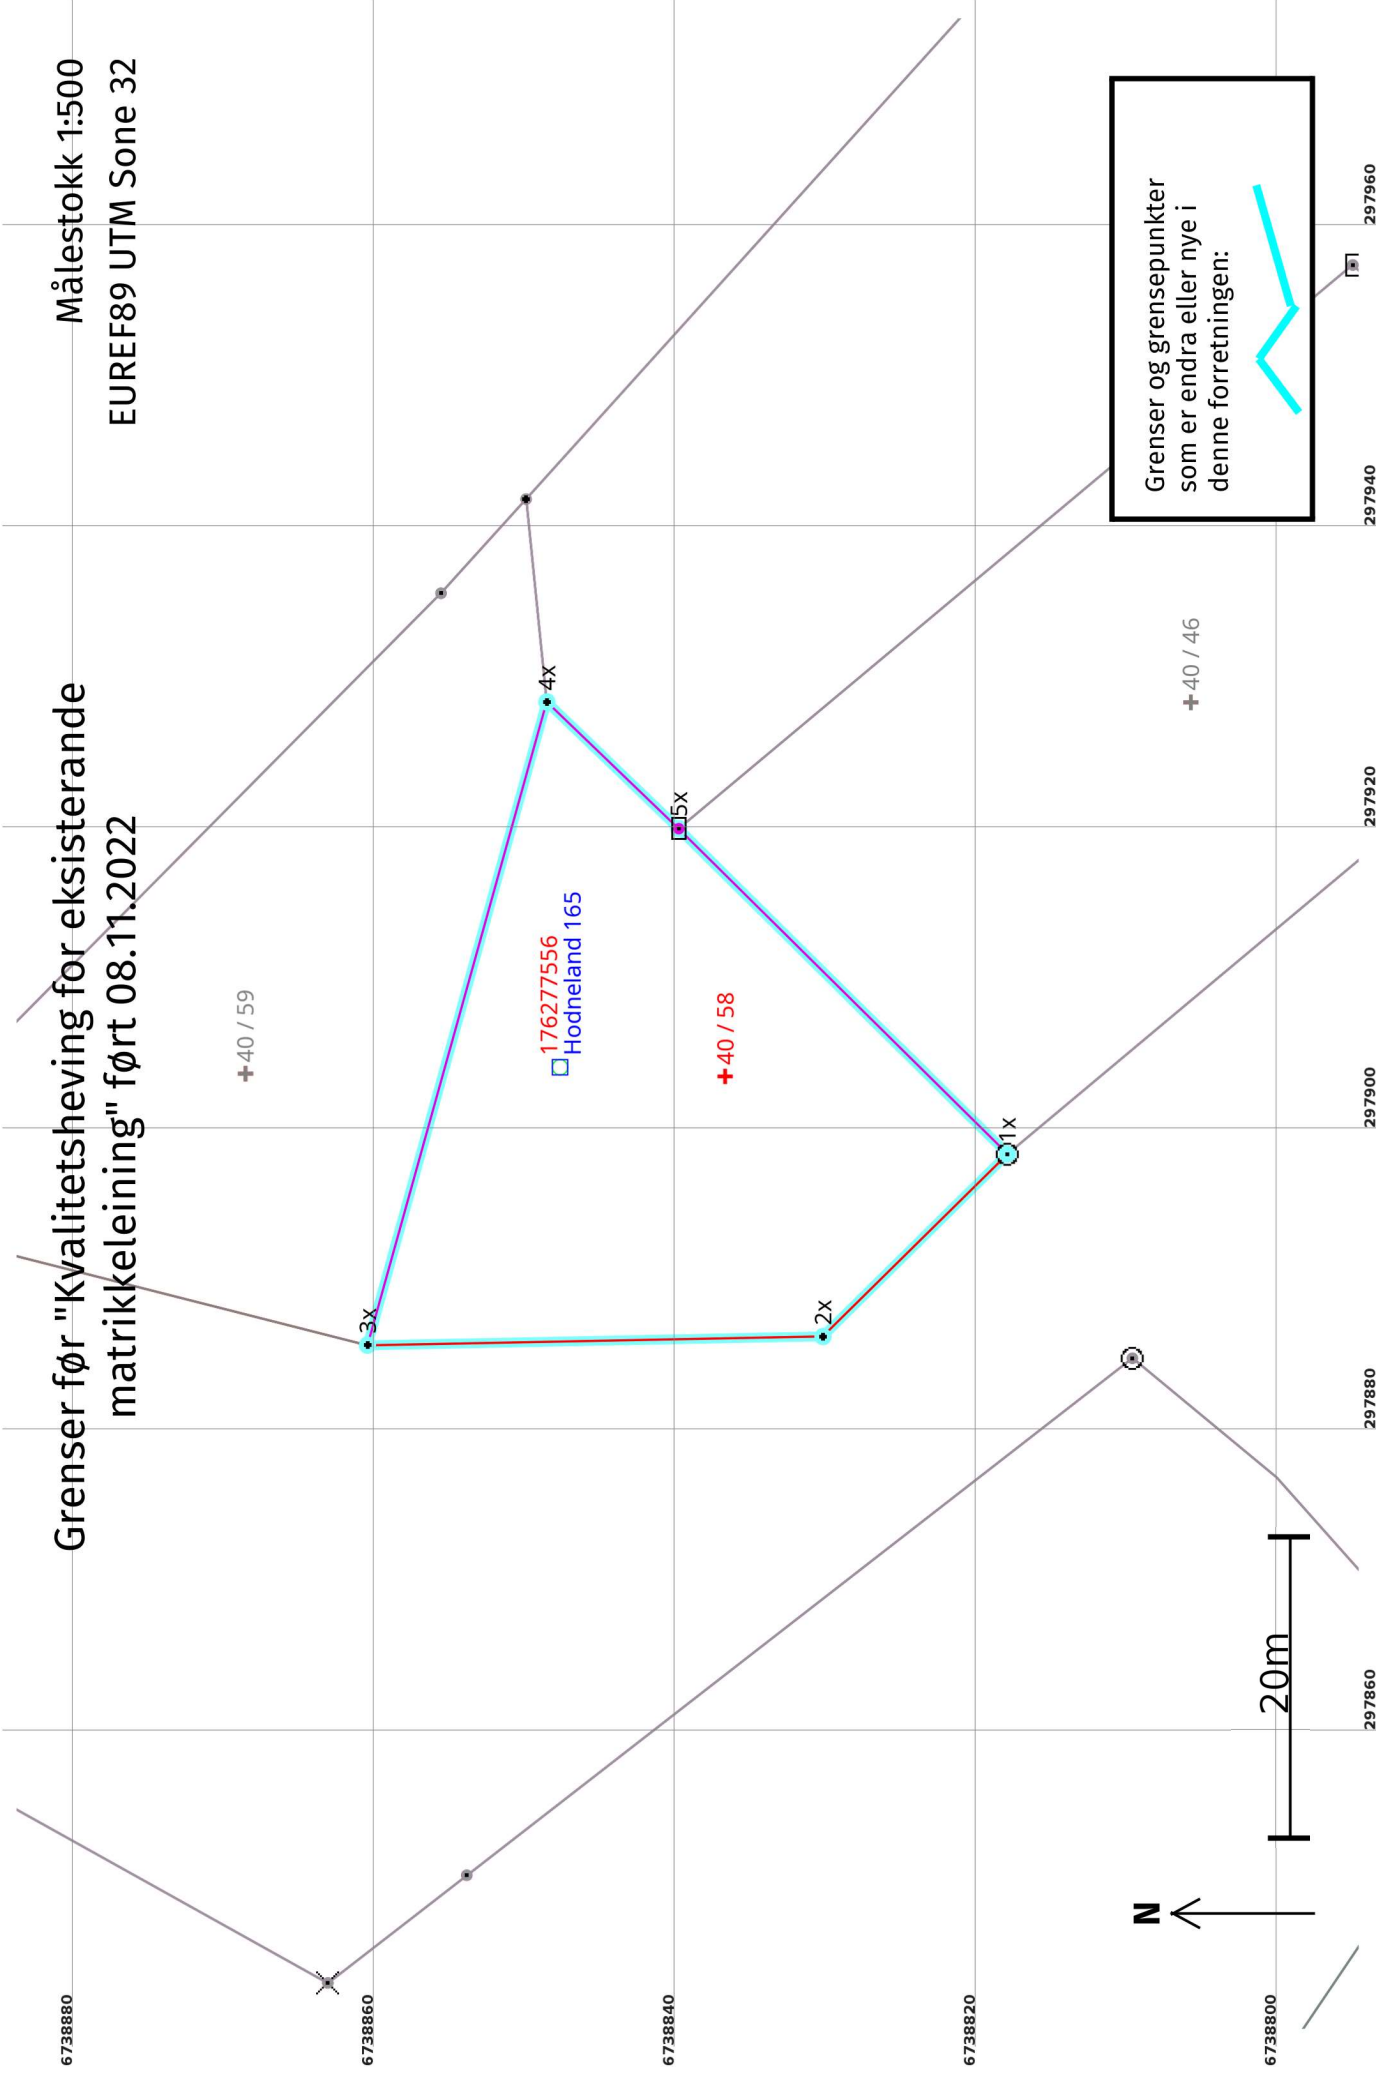 Grenser før "Kvalitetsheving for eksisterande
matrikkeleining" ført 08.11.2022
Målestokk 1:500
EUREF89 UTM Sone 32
40 / 59
3x
4x
176277556
Hodneland 165
5x
40 / 58
2x
1x
40 / 46
Grenser og grensepunkter
som er endra eller nye i
denne forretningen:
N
20m
6738880
6738860
6738840
6738820
6738800
297860
297880
297900
297920
297940
297960